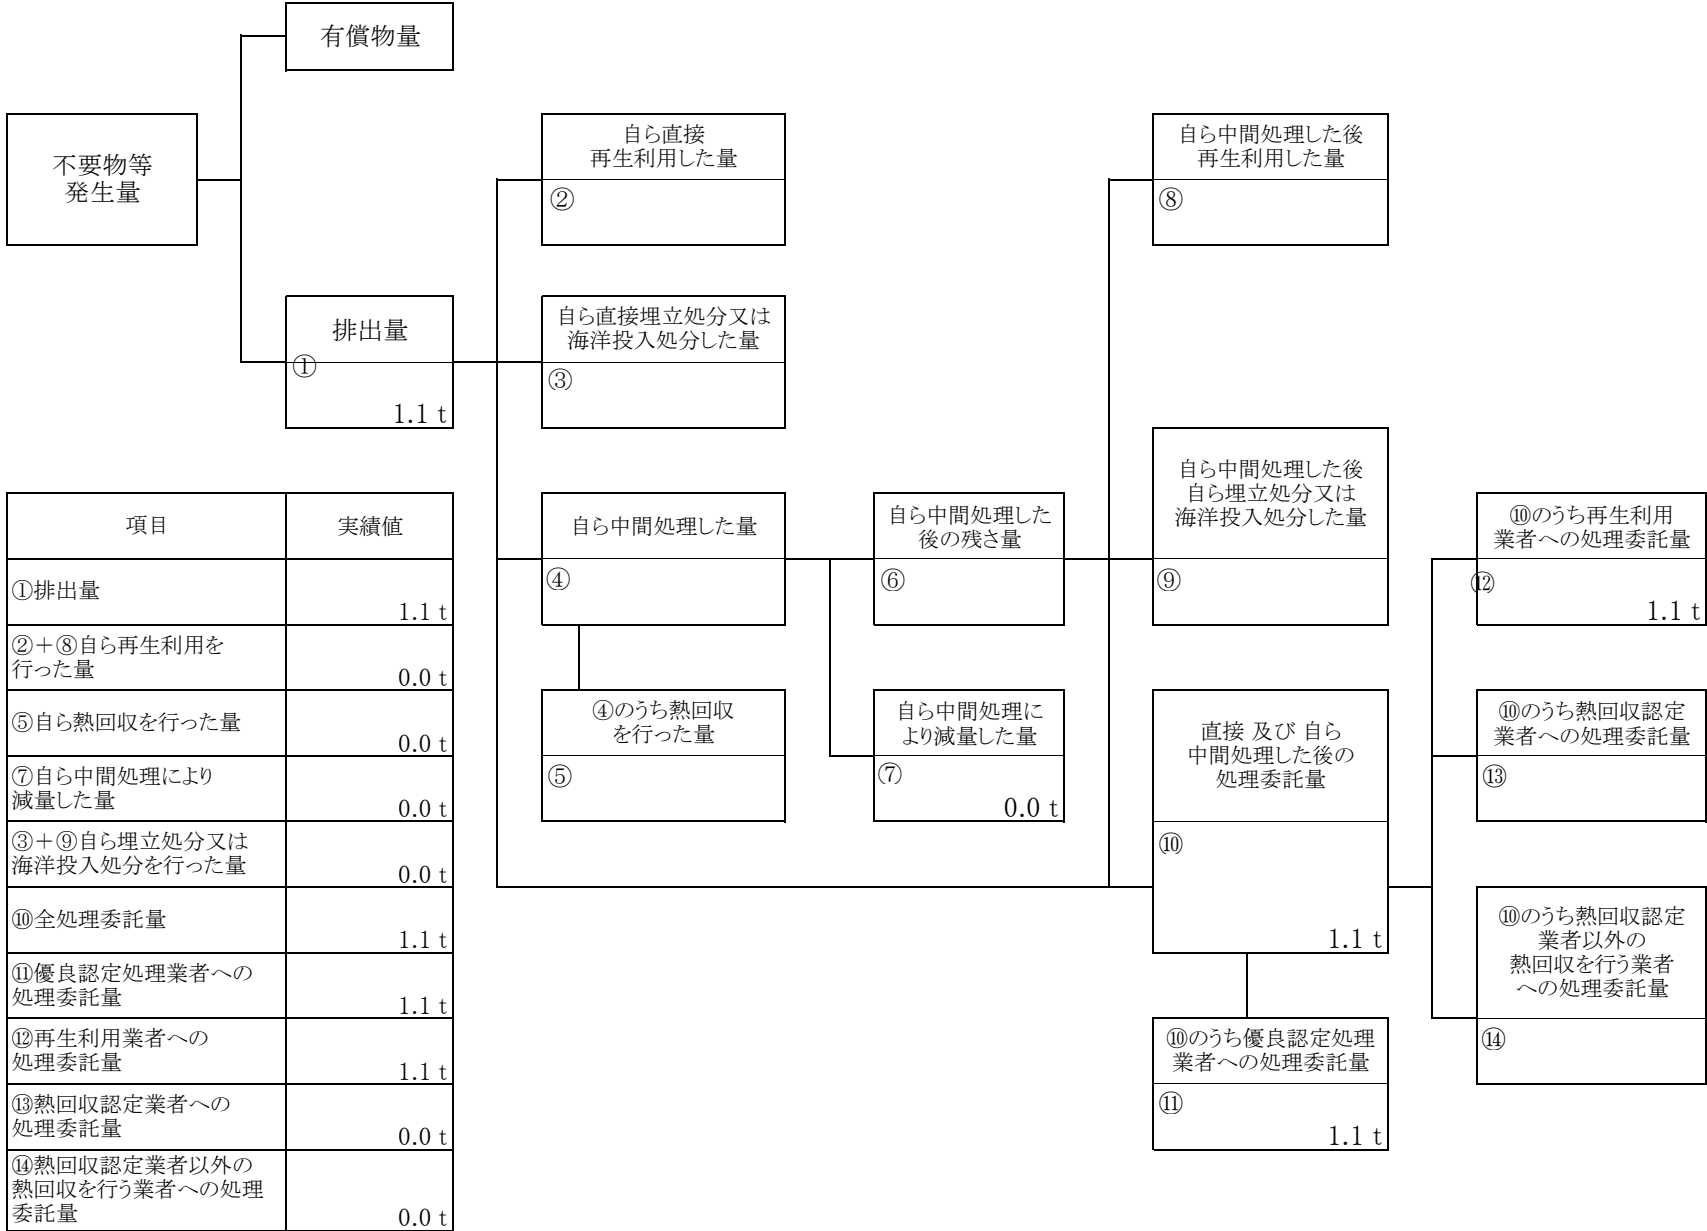 有償物量
不要物等
発生量
自ら直接
再生利用した量
②
自ら中間処理した後
再生利用した量
⑧
排出量
①
1.1 t
自ら直接埋立処分又は
海洋投入処分した量
③
自ら中間処理した量
④
自ら中間処理した
後の残さ量
⑥
自ら中間処理した後
自ら埋立処分又は
海洋投入処分した量
⑨
⑩のうち再生利用
業者への処理委託量
⑫
1.1 t
④のうち熱回収
を行った量
⑤
自ら中間処理に
より減量した量
⑦
0.0 t
直接 及び 自ら
中間処理した後の
処理委託量
⑩
1.1 t
⑩のうち熱回収認定
業者への処理委託量
⑬
⑩のうち熱回収認定
業者以外の
熱回収を行う業者
への処理委託量
⑭
⑩のうち優良認定処理
業者への処理委託量
⑪
1.1 t
項目 実績値
①排出量
1.1 t
②＋⑧自ら再生利用を
行った量
0.0 t
⑤自ら熱回収を行った量
0.0 t
⑦自ら中間処理により
減量した量
0.0 t
③＋⑨自ら埋立処分又は
海洋投入処分を行った量
0.0 t
⑩全処理委託量
1.1 t
⑪優良認定処理業者への
処理委託量
1.1 t
⑫再生利用業者への
処理委託量
1.1 t
⑬熱回収認定業者への
処理委託量
0.0 t
⑭熱回収認定業者以外の
熱回収を行う業者への処理
委託量
0.0 t